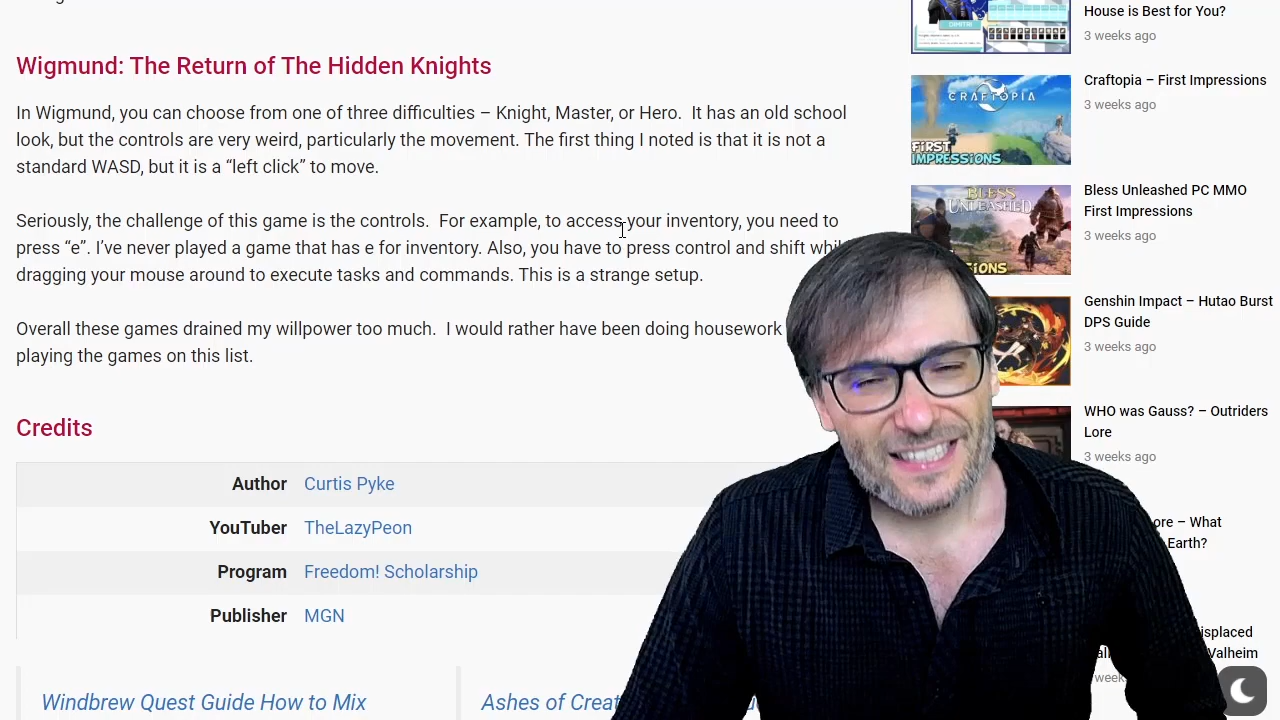 Wigmund: The Return of The Hidden Knights
In Wigmund, you can choose from one of three difficulties – Knight, Master, or Hero.  It has an old school
look, but the controls are very weird, particularly the movement. The first thing I noted is that it is not a
standard WASD, but it is a “left click” to move.
Seriously, the challenge of this game is the controls.  For example, to access your inventory, you need to
press “e”. I’ve never played a game that has e for inventory. Also, you have to press control and shift
dragging your mouse around to execute tasks and commands. This is a strange setup.
Overall these games drained my willpower too much.  I would rather have been doing housework
playing the games on this list.
Credits
Author Curtis Pyke
YouTuber TheLazyPeon
Program Freedom! Scholarship
Publisher MGN
Windbrew Quest Guide How to Mix
Ashes of
House is Best for You?
3 weeks ago
CRAFTOPIA
FIRST
IMPRESSIONS
Craftopia – First Impressions
3 weeks ago
BLESS
UNLEASHED
Bless Unleashed PC MMO
First Impressions
3 weeks ago
Genshin Impact – Hutao Burst
DPS Guide
3 weeks ago
WHO was Gauss? – Outriders
Lore
3 weeks ago
– What
Earth?
Valheim